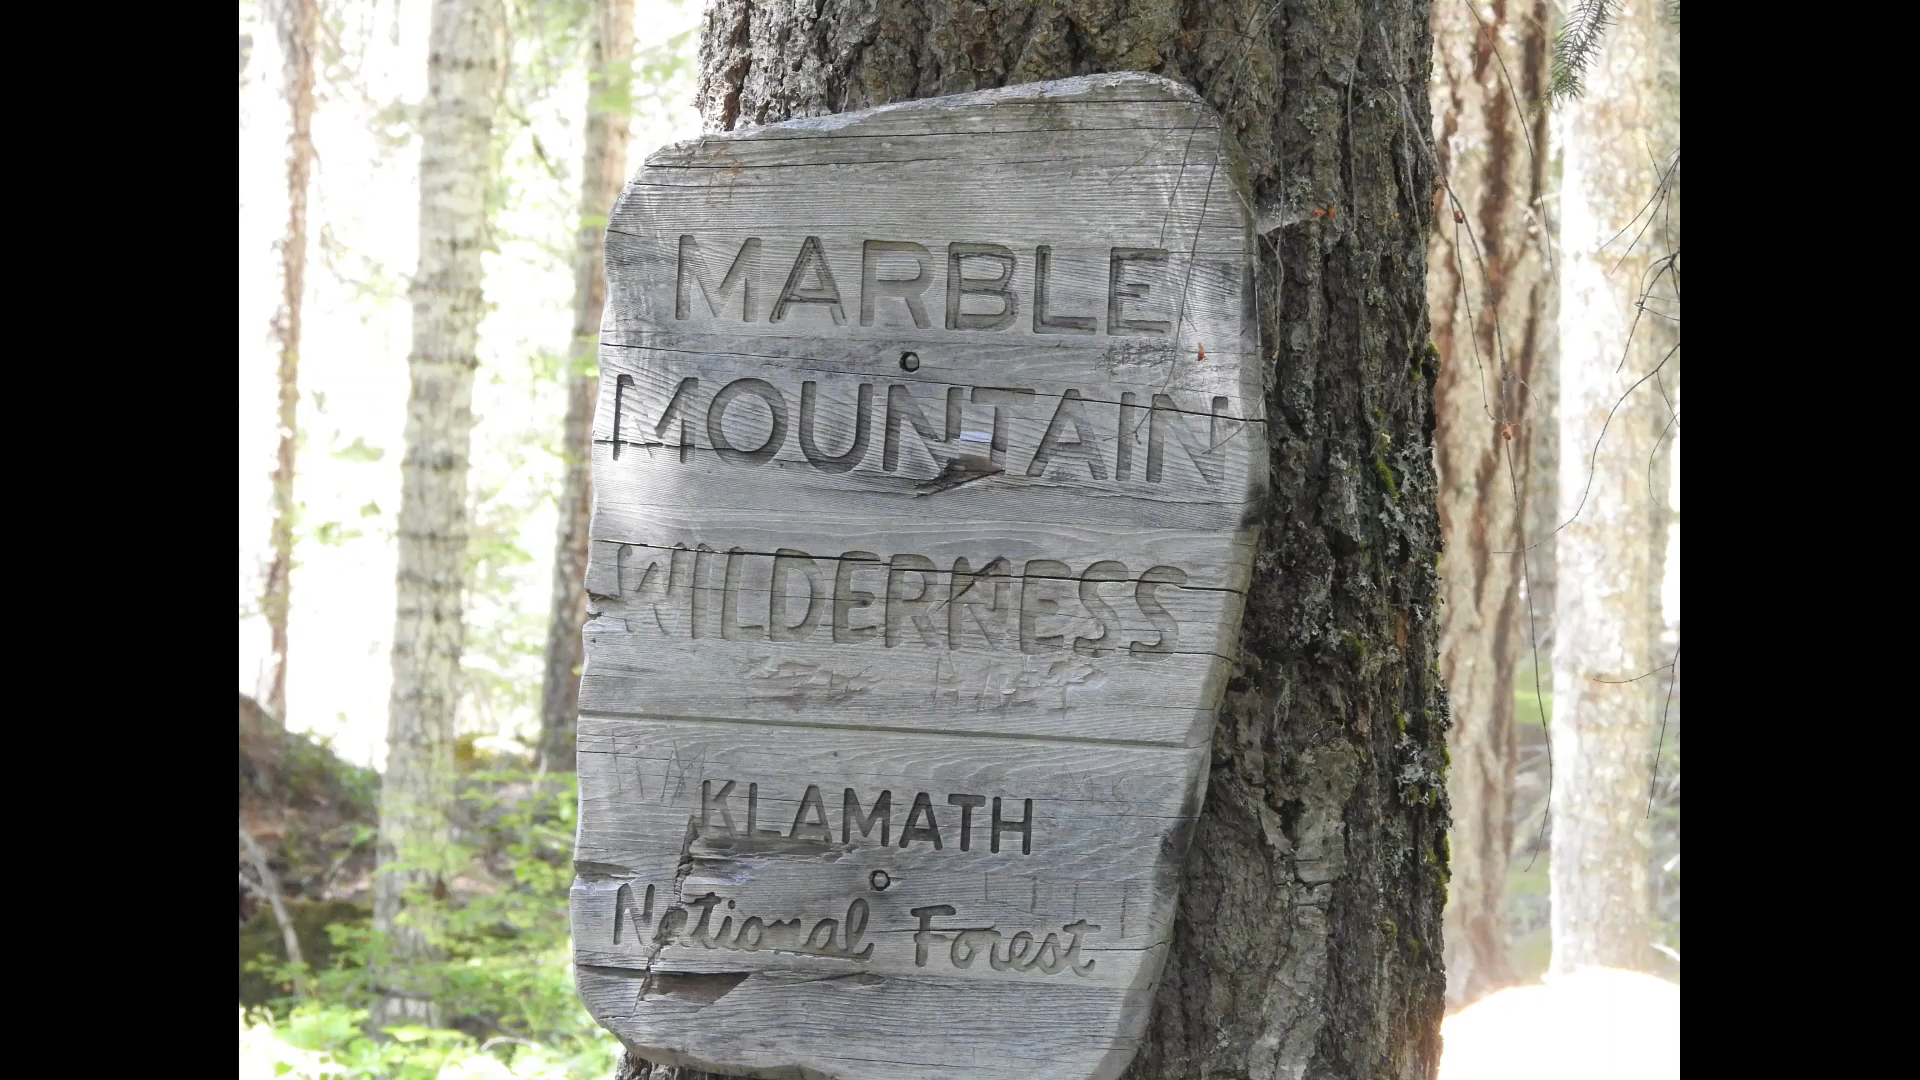 MARBLE
MOUNTAIN
WILDERNESS
KLAMATH
National Forest